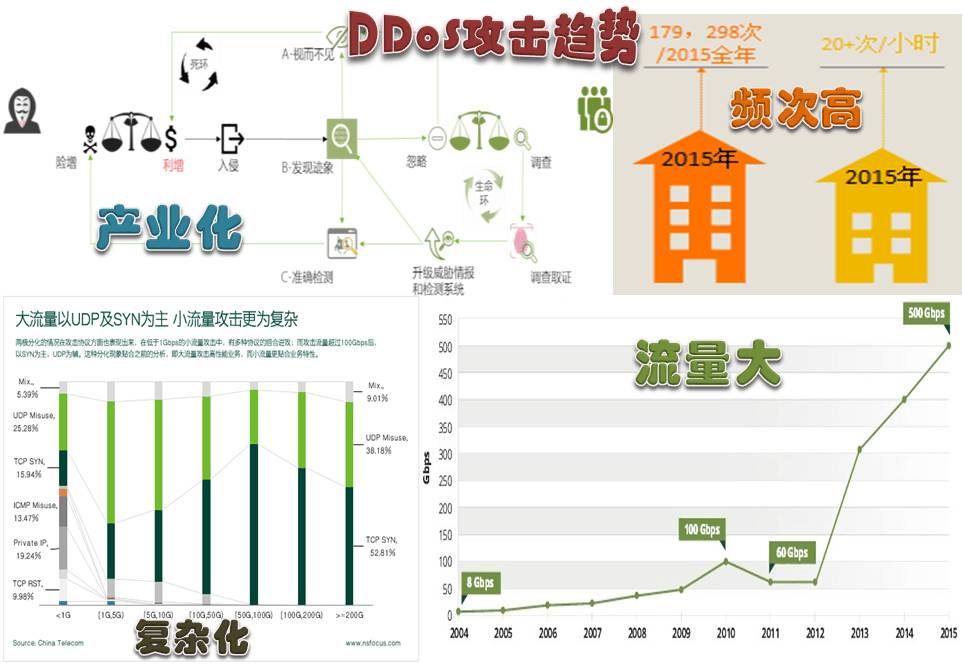 DDoS攻击趋势
A-视而不见
死环
险增
利增
入侵
B-发现迹象
忽略
调查
生命
环
产业化
C-准确检测
升级威胁情报
和检测系统
调查取证
179，298次
/2015全年
20+次/小时
频次高
2015年
2015年
大流量以UDP及SYN为主 小流量攻击更为复杂
两极分化的情况在攻击协议方面也表现出来，在低于1Gbps的小流量攻击中，有多种协议的组合进攻；而攻击流量超过100Gbps后，
以SYN为主，UDP为辅。这种分化现象贴合之前的分析，即大流量攻击高性能业务，而小流量更贴合业务特性。
Mix.,
5.39%
UDP Misuse,
25.28%
TCP SYN,
15.94%
ICMP Misuse,
13.47%
Private IP,
19.24%
TCP RST,
9.98%
Mix.,
9.01%
UDP Misuse,
38.18%
TCP SYN,
52.81%
<1G
[1G,5G)
[5G,10G)
[10G,50G)
[50G,100G)
[100G,200G)
>=200G
复杂化
Source: China Telecom
www.nsfocus.com
流量大
Gbps
550
500
450
400
350
300
250
200
150
100
50
0
8 Gbps
100 Gbps
60 Gbps
500 Gbps
2004
2005
2006
2007
2008
2009
2010
2011
2012
2013
2014
2015